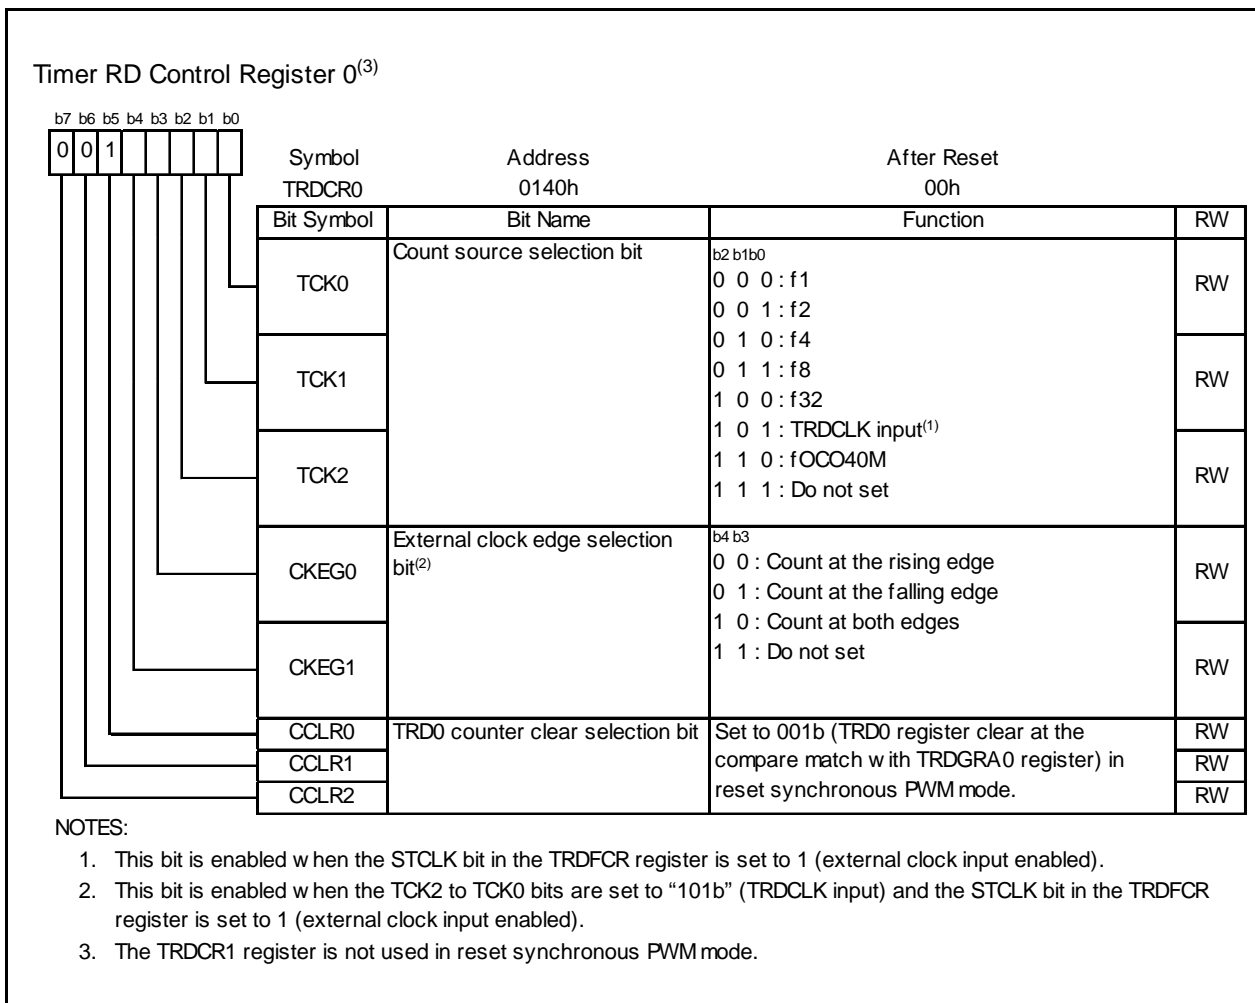 Timer RD Control Register 0(3)
b7 b6 b5 b4 b3 b2 b1 b0
0 0 1
Symbol Address After Reset
TRDCR0 0140h 00h
Bit Symbol Bit Name Function RW
TCK0 Count source selection bit RW
b2 b1 b0
0 0 0 : f1
0 0 1 : f2
0 1 0 : f4
TCK1 RW
0 1 1 : f8
1 0 0 : f32
1 0 1 : TRDCLK input(1)
TCK2 RW
1 1 0 : fOCO40M
1 1 1 : Do not set
CKEG0 External clock edge selection bit(2) RW
b4 b3
0 0 : Count at the rising edge
0 1 : Count at the falling edge
1 0 : Count at both edges
CKEG1 RW
1 1 : Do not set
CCLR0 TRD0 counter clear selection bit Set to 001b (TRD0 register clear at the RW
CCLR1 compare match with TRDGRA0 register) in RW
CCLR2 reset synchronous PWM mode. RW
NOTES:
1. This bit is enabled when the STCLK bit in the TRDFCR register is set to 1 (external clock input enabled).
2. This bit is enabled when the TCK2 to TCK0 bits are set to “101b” (TRDCLK input) and the STCLK bit in the TRDFCR
register is set to 1 (external clock input enabled).
3. The TRDCR1 register is not used in reset synchronous PWM mode.